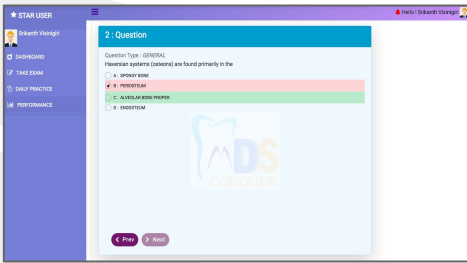 STAR USER
Hello ! Srikanth Visinigiri
Srikanth Visinigiri
DASHBOARD
TAKE EXAM
DAILY PRACTICE
PERFORMANCE
2 : Question
Question Type : GENERAL
Haversian systems (osteons) are found primarily in the
A : SPONGY BONE
B : PERIOSTEUM
C : ALVEOLAR BONE PROPER
D : ENDOSTEUM
MDS
CONQUER
Prev
Next